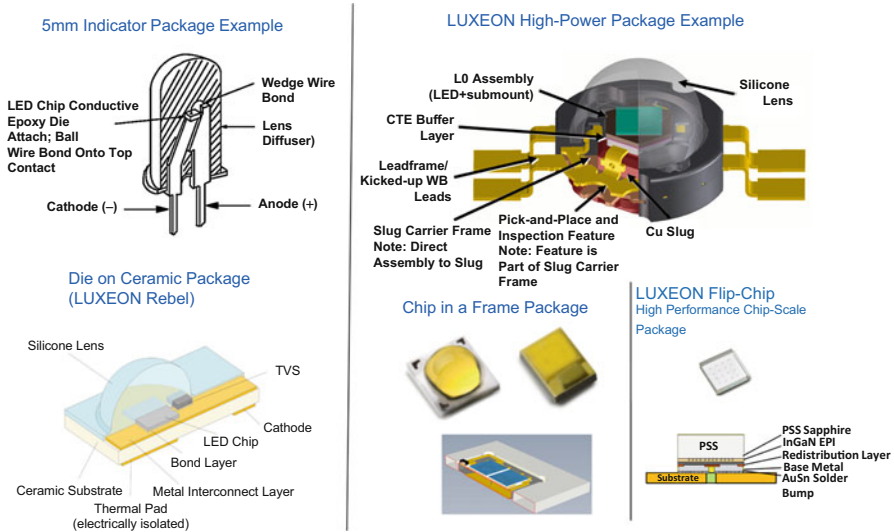 5mm Indicator Package Example
Wedge Wire
Bond
LED Chip Conductive
Epoxy Die
Attach; Ball
Wire Bond Onto Top
Contact
Lens
Diffuser)
Cathode (–)
Anode (+)
LUXEON High-Power Package Example
L0 Assembly
(LED+submount)
Silicone
Lens
CTE Buffer
Layer
Leadframe/
Kicked-up WB
Leads
Slug Carrier Frame
Note: Direct
Assembly to Slug
Pick-and-Place and
Inspection Feature
Note: Feature is
Part of Slug Carrier
Frame
Cu Slug
Die on Ceramic Package
(LUXEON Rebel)
Silicone Lens
TVS
Cathode
LED Chip
Bond Layer
Ceramic Substrate
Metal Interconnect Layer
Thermal Pad
(electrically isolated)
Chip in a Frame Package
LUXEON Flip-Chip
High Performance Chip-Scale
Package
PSS
PSS Sapphire
InGaN EPI
Redistribution Layer
Base Metal
AuSn Solder
Bump
Substrate